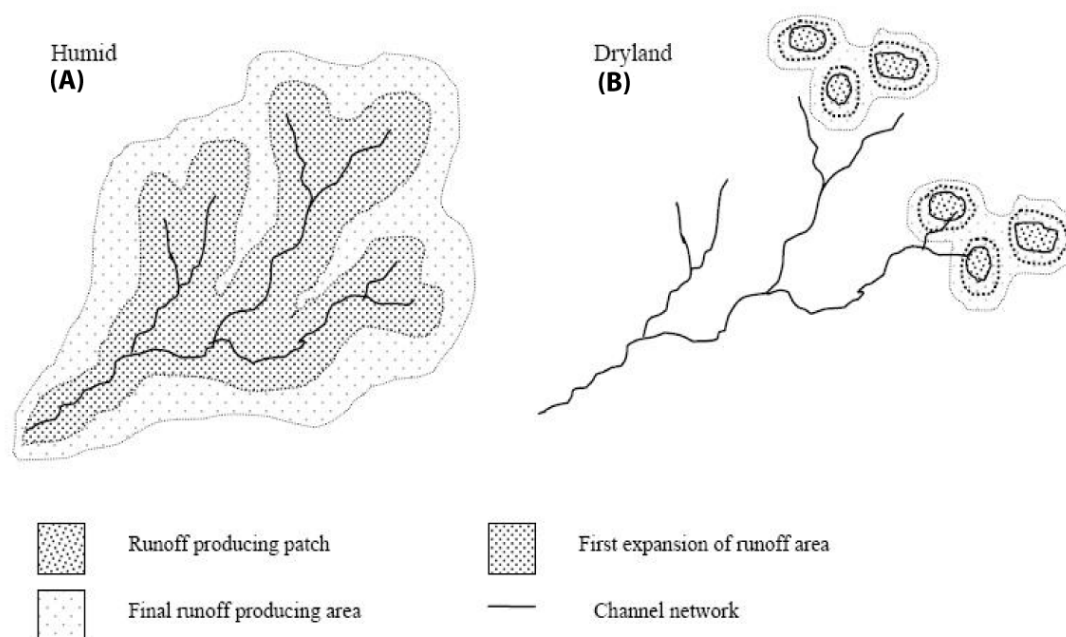 Humid
(A)
Dryland
(B)
Runoff producing patch
First expansion of runoff area
Final runoff producing area
Channel network